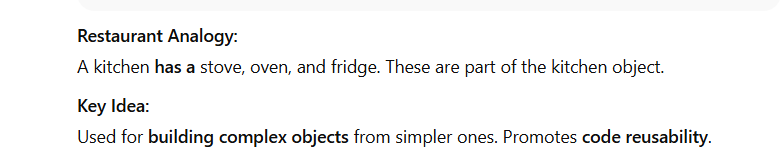 Restaurant Analogy:
A kitchen has a stove, oven, and fridge. These are part of the kitchen object.
Key Idea:
Used for building complex objects from simpler ones. Promotes code reusability.